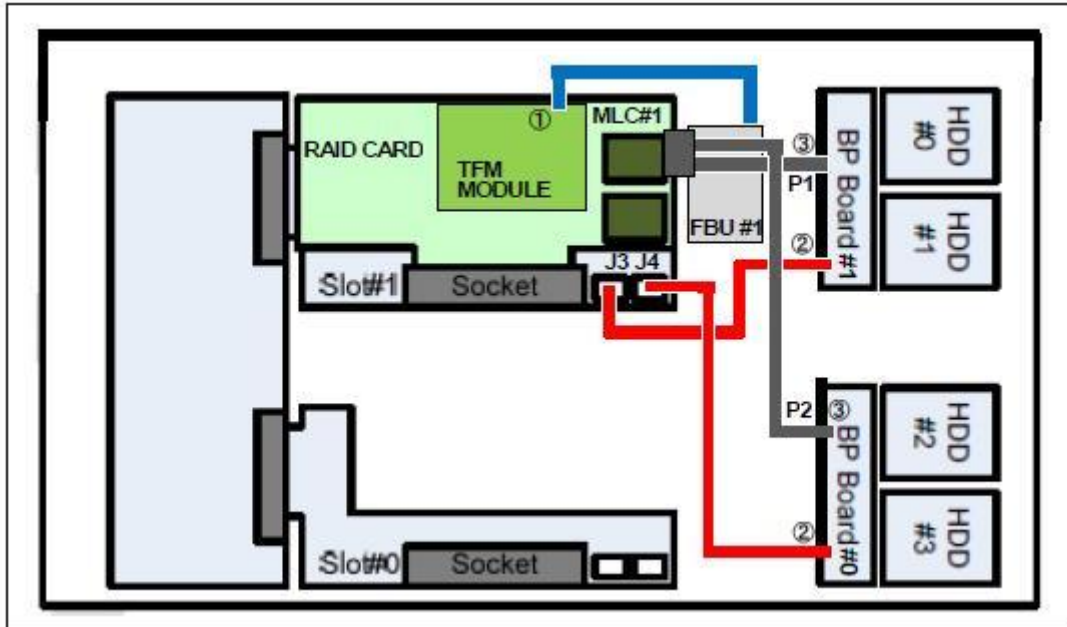 ①
MLC#1
RAID CARD
TFM
MODULE
FBU #1
③
P1
②
BP Board #1
HDD
#0
HDD
#1
J3 J4
Slot#1
Socket
P2
③
②
BP Board #0
HDD
#2
HDD
#3
Slot#0
Socket